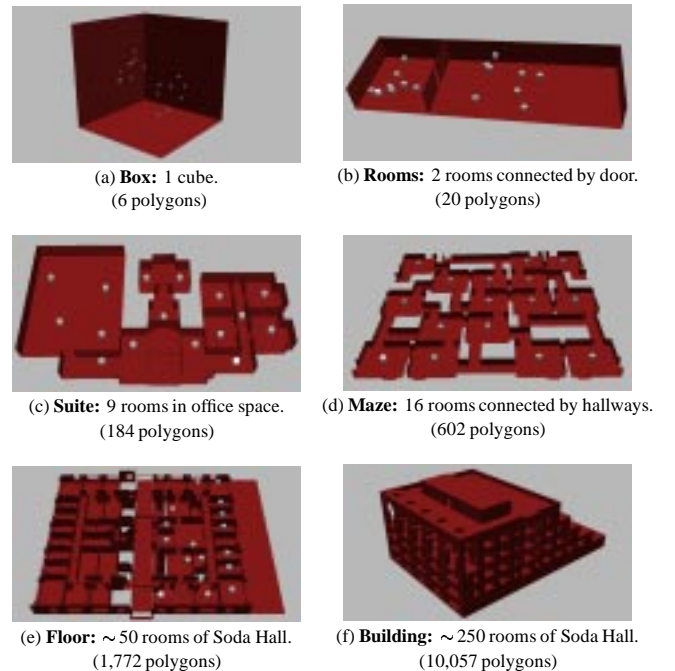 (a) Box: 1 cube.
(6 polygons)
(b) Rooms: 2 rooms connected by door.
(20 polygons)
(c) Suite: 9 rooms in office space.
(184 polygons)
(d) Maze: 16 rooms connected by hallways.
(602 polygons)
(e) Floor: ∼50 rooms of Soda Hall.
(1,772 polygons)
(f) Building: ∼250 rooms of Soda Hall.
(10,057 polygons)